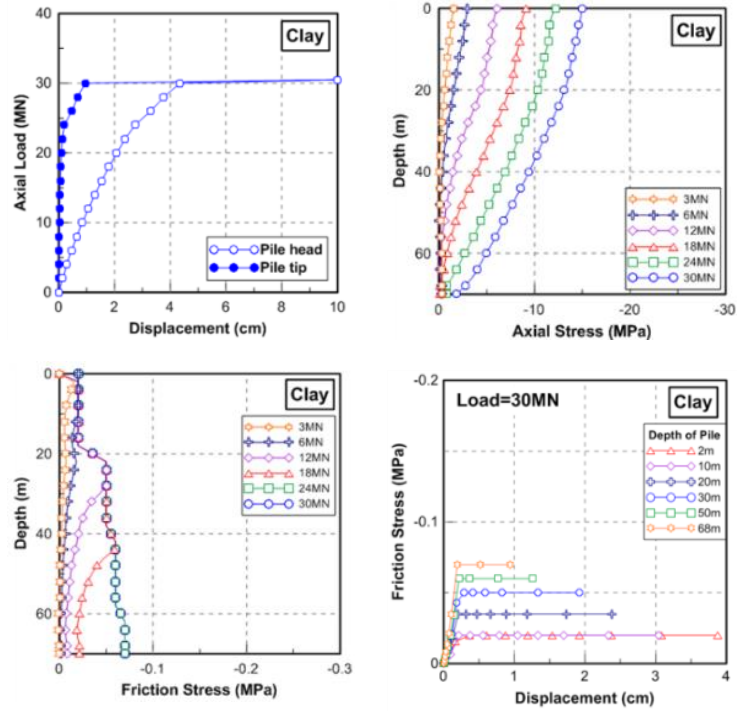 Clay
40
30
20
10
0
Axial Load (MN)
Pile head
Pile tip
0 2 4 6 8 10
Displacement (cm)
Clay
0
20
40
60
Depth (m)
3MN
6MN
12MN
18MN
24MN
30MN
0 -10 -20 -30
Axial Stress (MPa)
Clay
0
20
40
60
Depth (m)
3MN
6MN
12MN
18MN
24MN
30MN
0 -0.1 -0.2 -0.3
Friction Stress (MPa)
Load=30MN
Clay
-0.2
-0.1
0
Friction Stress (MPa)
Depth of Pile
2m
10m
20m
30m
50m
68m
0 1 2 3 4
Displacement (cm)